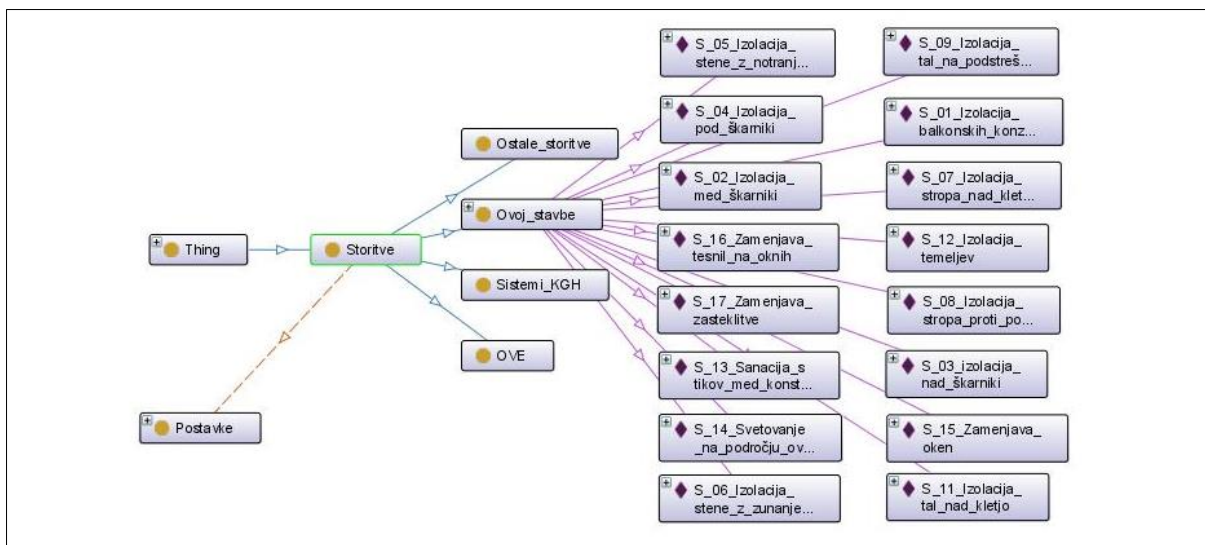 Thing
Storitve
Postavke
Ostale_storitve
Ovoj_stavbe
Sistemi_KGH
OVE
S_05_Izolacija_
stene_z_notranj...
S_04_Izolacija_
pod_škarniki
S_02_Izolacija_
med_škarniki
S_16_Zamenjava_
tesnil_na_oknih
S_17_Zamenjava_
zasteklitve
S_13_Sanacija_s
tikov_med_konst...
S_14_Svetovanje
_na_področju_ov...
S_06_Izolacija_
stene_z_zunanje...
S_09_Izolacija_
tal_na_podstreš...
S_01_Izolacija_
balkonskih_konz...
S_07_Izolacija_
stropa_nad_klet...
S_12_Izolacija_
temeljev
S_08_Izolacija_
stropa_proti_po...
S_03_izolacija_
nad_škarniki
S_15_Zamenjava_
oken
S_11_Izolacija_
tal_nad_kletjo